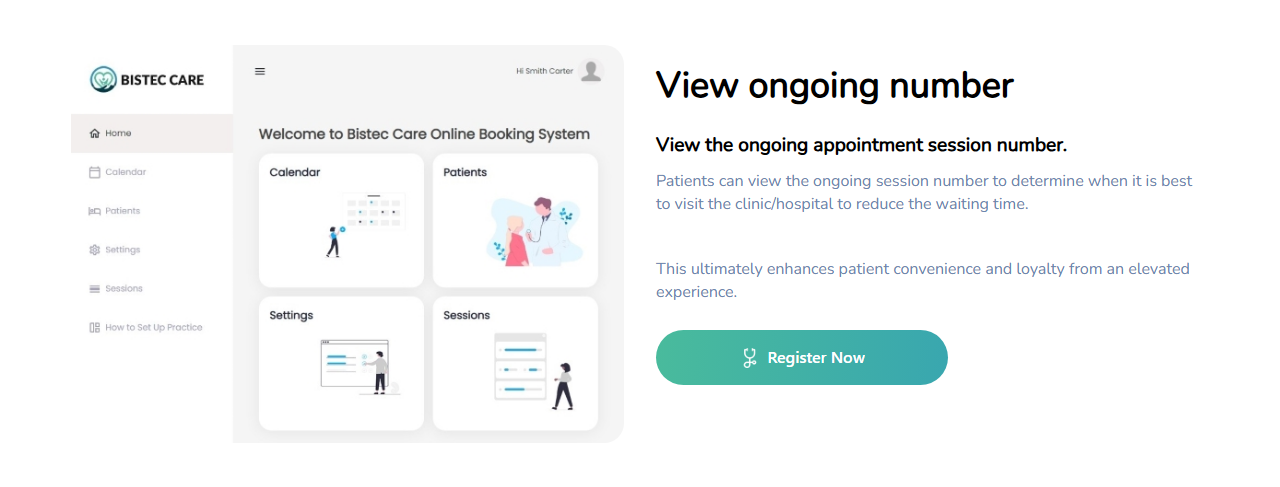 BISTEC CARE
Hi Smith Carter
Home
Calendar
Patients
Settings
Sessions
How to Set Up Practice
Welcome to Bistec Care Online Booking System
Calendar
Patients
Settings
Sessions
View ongoing number
View the ongoing appointment session number.
Patients can view the ongoing session number to determine when it is best
to visit the clinic/hospital to reduce the waiting time.
This ultimately enhances patient convenience and loyalty from an elevated
experience.
Register Now